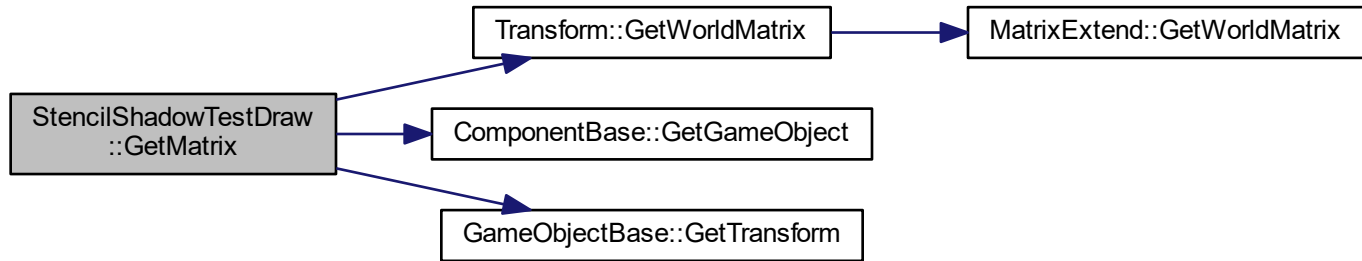 StencilShadowTestDraw
::GetMatrix
Transform::GetWorldMatrix
MatrixExtend::GetWorldMatrix
ComponentBase::GetGameObject
GameObjectBase::GetTransform